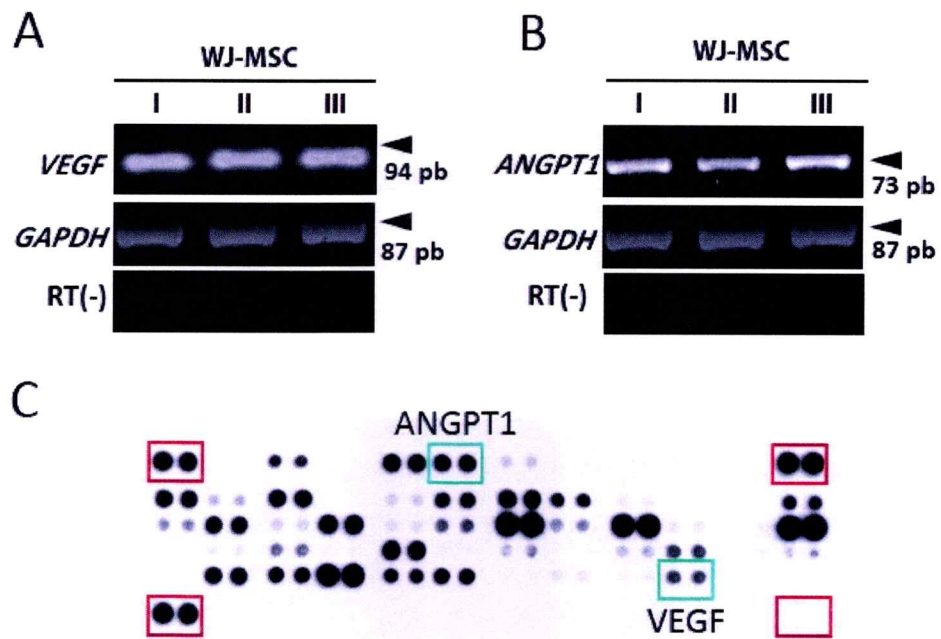 A
WJ-MSC
I II III
VEGF
94 pb
GAPDH
87 pb
RT(-)
B
WJ-MSC
I II III
ANGPT1
73 pb
GAPDH
87 pb
RT(-)
C
ANGPT1
VEGF